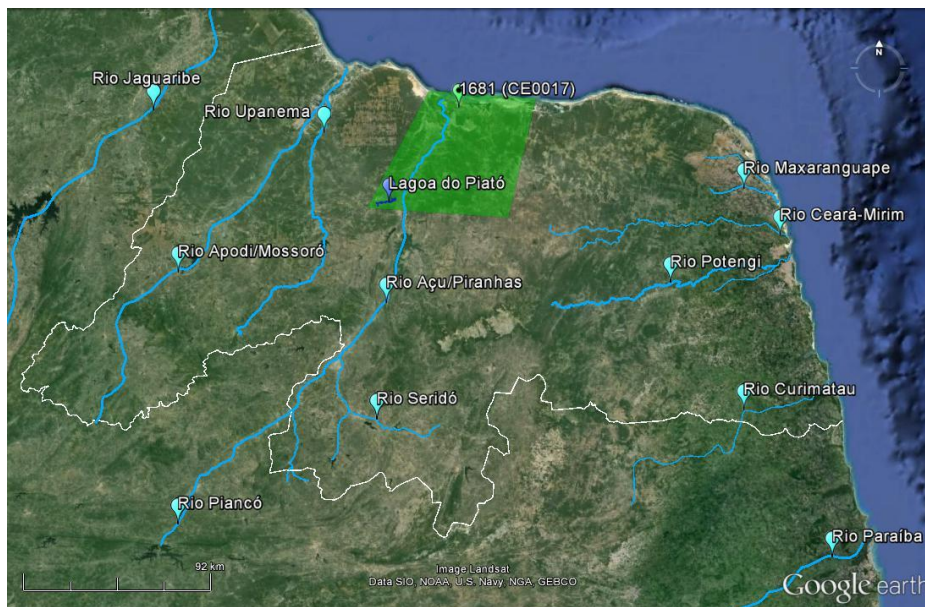 N
1681 (CE0017)
Rio Jaguaribe
Rio Upanema
Rio Maxaranguape
Lagoa do Piató
Rio Ceará-Mirim
Rio Apodi/Mossoró
Rio Potengi
Rio Açu/Piranhas
Rio Curimatau
Rio Seridó
Rio Piancó
Rio Paraíba
92 km
Image Landsat
Data SIO, NOAA, U.S. Navy, NGA, GEBCO
Google earth